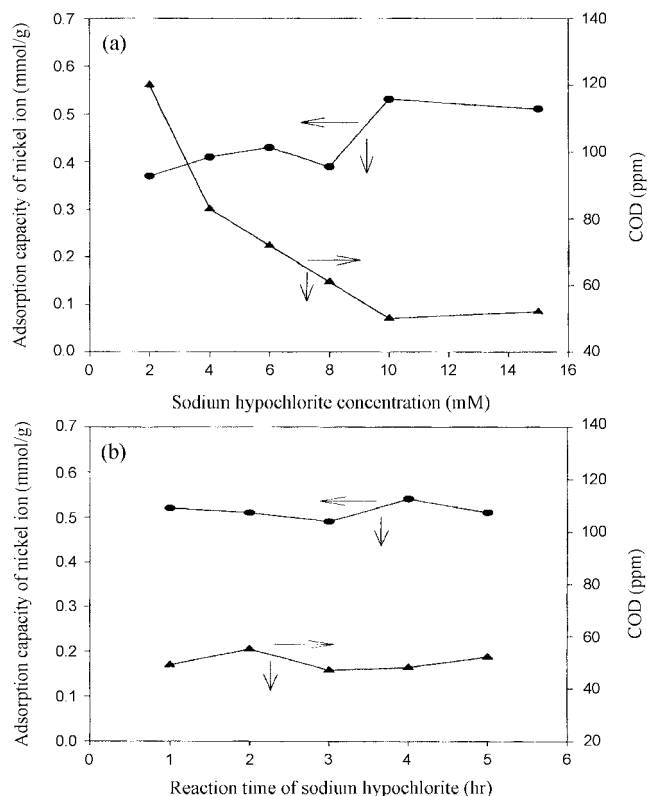 (a)
Adsorption capacity of nickel ion (mmol/g)
0.7
0.6
0.5
0.4
0.3
0.2
0.1
0.0
140
120
100
80
60
40
COD (ppm)
0 2 4 6 8 10 12 14 16
Sodium hypochlorite concentration (mM)
(b)
Adsorption capacity of nickel ion (mmol/g)
0.7
0.6
0.5
0.4
0.3
0.2
0.1
0.0
140
120
100
80
60
40
20
COD (ppm)
0 1 2 3 4 5 6
Reaction time of sodium hypochlorite (hr)